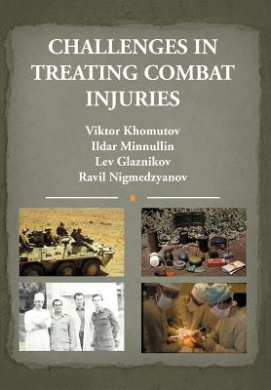 CHALLENGES IN
TREATING COMBAT
INJURIES
Viktor Khomutov
Ildar Minnullin
Lev Glaznikov
Ravil Nigmedzyanov